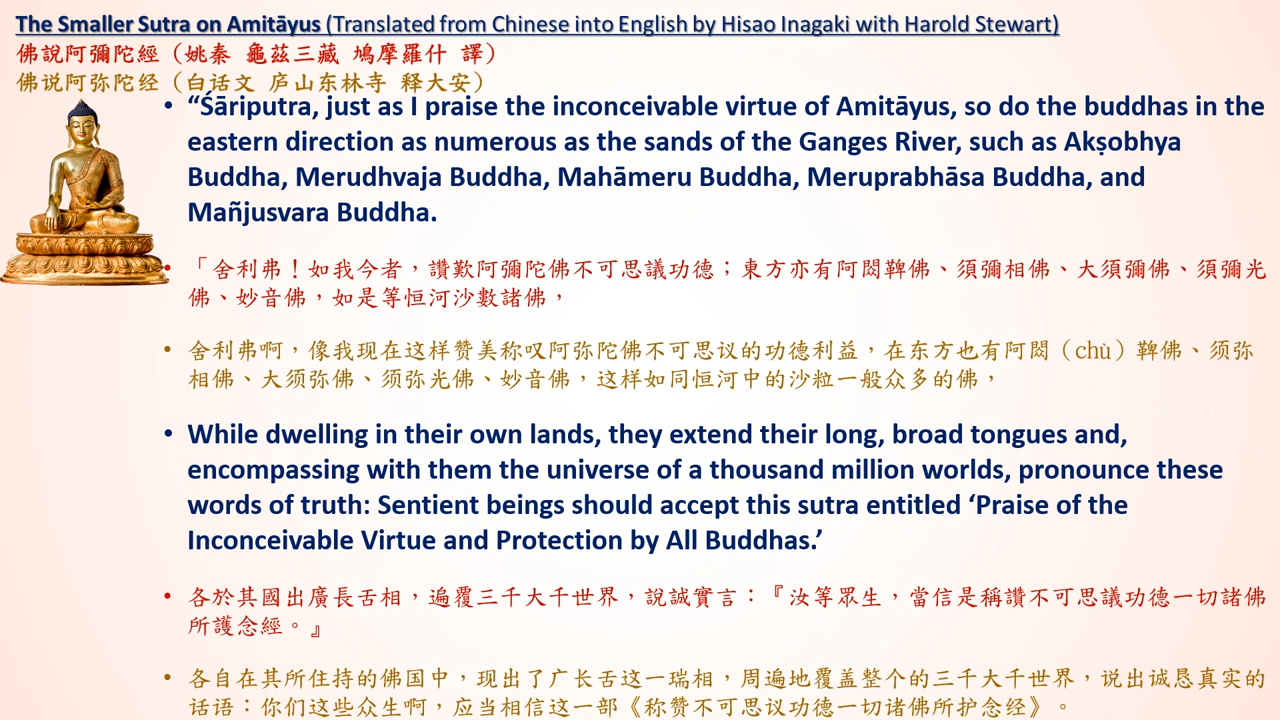 The Smaller Sutra on Amitāyus (Translated from Chinese into English by Hisao Inagaki with Harold Stewart)
佛說阿彌陀經（姚秦 龜茲三藏 鳩摩羅什 譯）
佛说阿弥陀经（白话文 庐山东林寺 释大安）
• “Śāriputra, just as I praise the inconceivable virtue of Amitāyus, so do the buddhas in the
eastern direction as numerous as the sands of the Ganges River, such as Akṣobhya
Buddha, Merudhvaja Buddha, Mahāmeru Buddha, Meruprabhāsa Buddha, and
Mañjusvara Buddha.
• 「舍利弗！如我今者，讚歎阿彌陀佛不可思議功德；東方亦有阿閦鞞佛、須彌相佛、大須彌佛、須彌光
佛、妙音佛，如是等恒河沙數諸佛，
• 舍利弗啊，像我现在这样赞美称叹阿弥陀佛不可思议的功德利益，在东方也有阿閦（chù）鞞佛、须弥
相佛、大须弥佛、须弥光佛、妙音佛，这样如同恒河中的沙粒一般众多的佛，
• While dwelling in their own lands, they extend their long, broad tongues and,
encompassing with them the universe of a thousand million worlds, pronounce these
words of truth: Sentient beings should accept this sutra entitled ‘Praise of the
Inconceivable Virtue and Protection by All Buddhas.’
• 各於其國出廣長舌相，遍覆三千大千世界，說誠實言：『汝等眾生，當信是稱讚不可思議功德一切諸佛
所護念經。』
• 各自在其所住持的佛国中，现出了广长舌这一瑞相，周遍地覆盖整个的三千大千世界，说出诚恳真实的
话语：你们这些众生啊，应当相信这一部《称赞不可思议功德一切诸佛所护念经》。